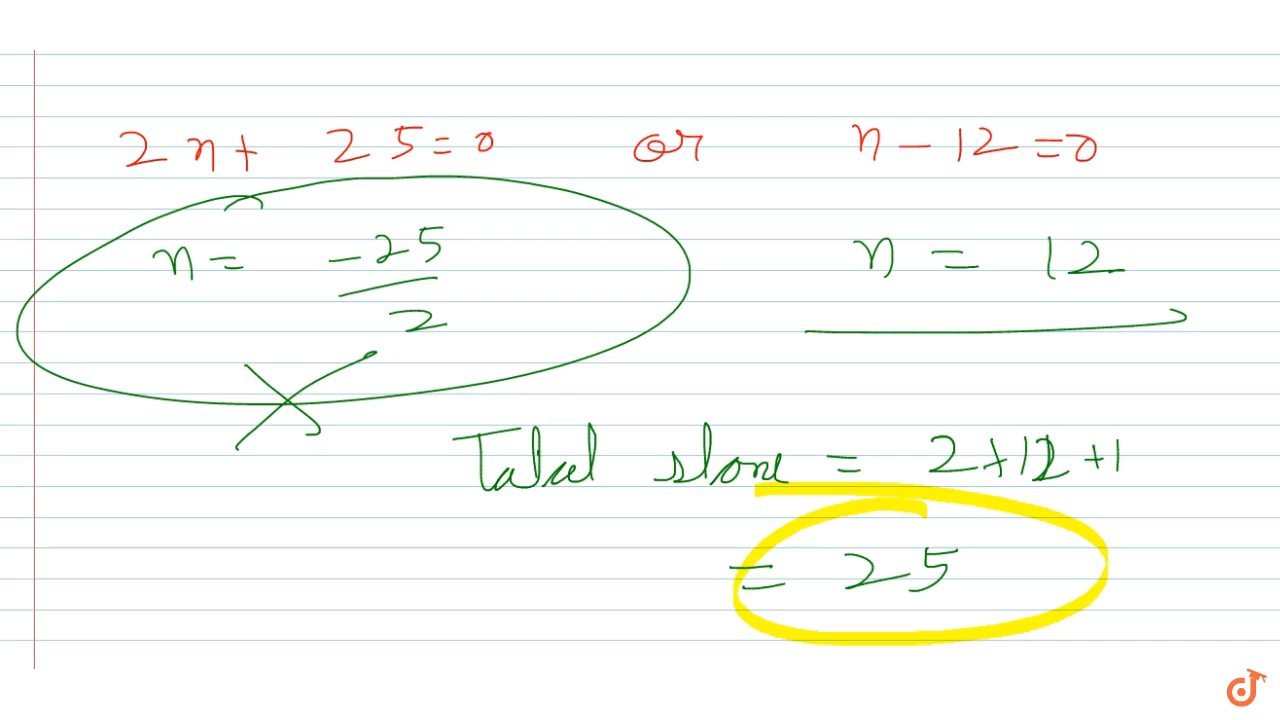 2n + 25 = 0 or n - 12 = 0
n = -25/2 n = 12
Total stone = 2+12+1
= 25